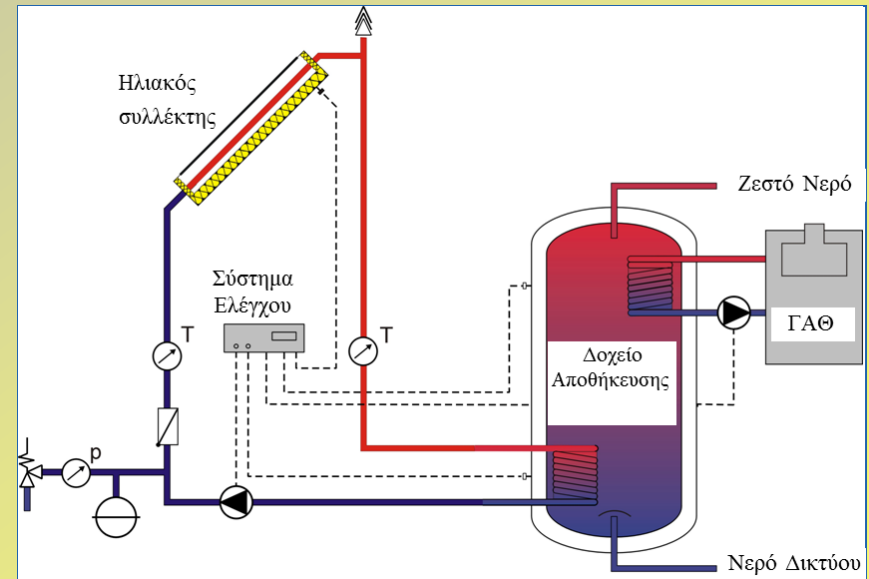 Ηλιακός
συλλέκτης
Ζεστό Νερό
Σύστημα
Ελέγχου
T
T
ΓΑΘ
Δοχείο
Αποθήκευσης
p
Νερό Δικτύου